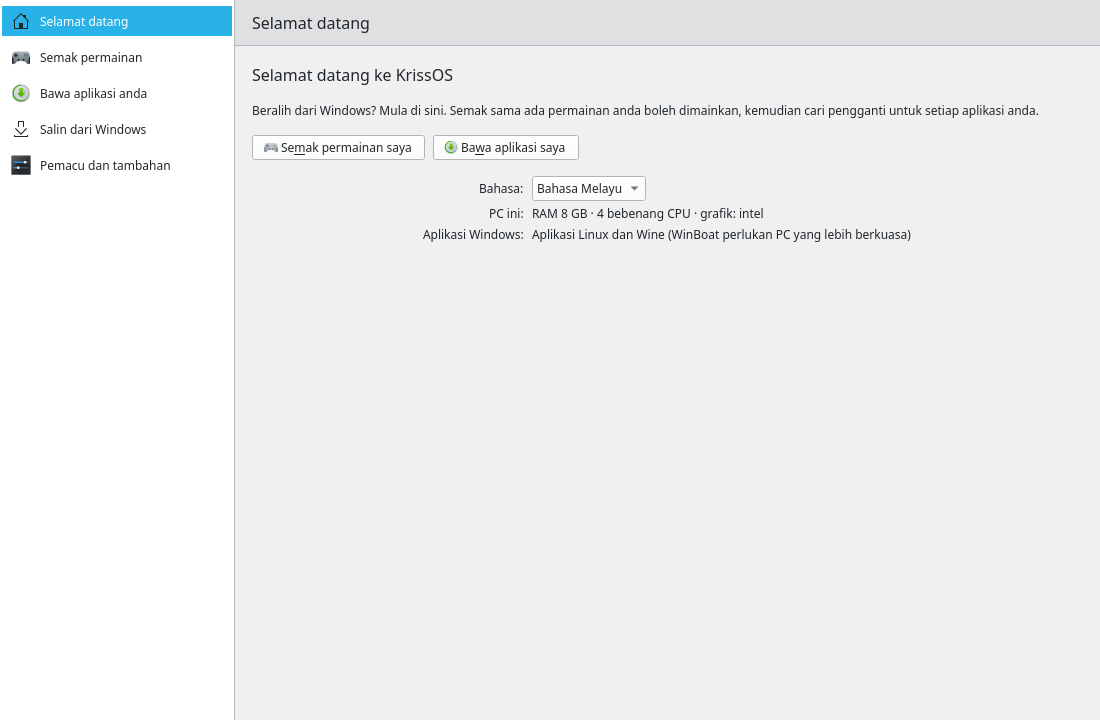 Selamat datang
Semak permainan
Bawa aplikasi anda
Salin dari Windows
Pemacu dan tambahan
Selamat datang
Selamat datang ke KrissOS
Beralih dari Windows? Mula di sini. Semak sama ada permainan anda boleh dimainkan, kemudian cari pengganti untuk setiap aplikasi anda.
Semak permainan saya Bawa aplikasi saya
Bahasa: Bahasa Melayu
PC ini: RAM 8 GB · 4 bebenang CPU · grafik: intel
Aplikasi Windows: Aplikasi Linux dan Wine (WinBoat perlukan PC yang lebih berkuasa)